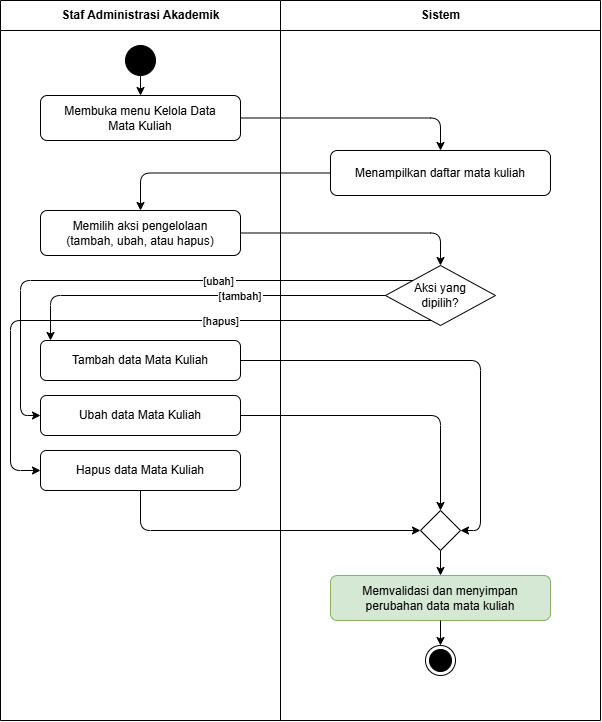 Staf Administrasi Akademik
Sistem
Membuka menu Kelola Data
Mata Kuliah
Menampilkan daftar mata kuliah
Memilih aksi pengelolaan
(tambah, ubah, atau hapus)
Aksi yang
dipilih?
[ubah]
[tambah]
[hapus]
Tambah data Mata Kuliah
Ubah data Mata Kuliah
Hapus data Mata Kuliah
Memvalidasi dan menyimpan
perubahan data mata kuliah